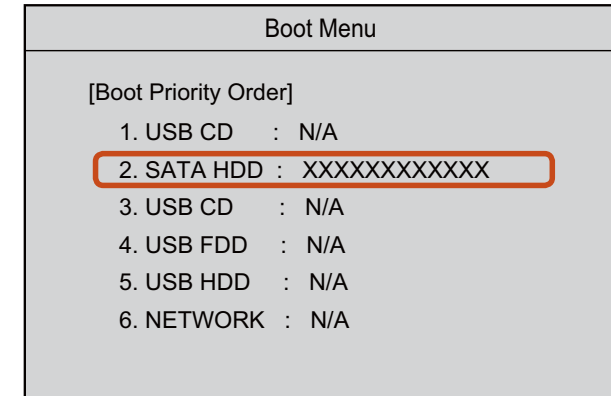 Boot Menu
[Boot Priority Order]
1. USB CD : N/A
2. SATA HDD : XXXXXXXXXXXX
3. USB CD : N/A
4. USB FDD : N/A
5. USB HDD : N/A
6. NETWORK : N/A